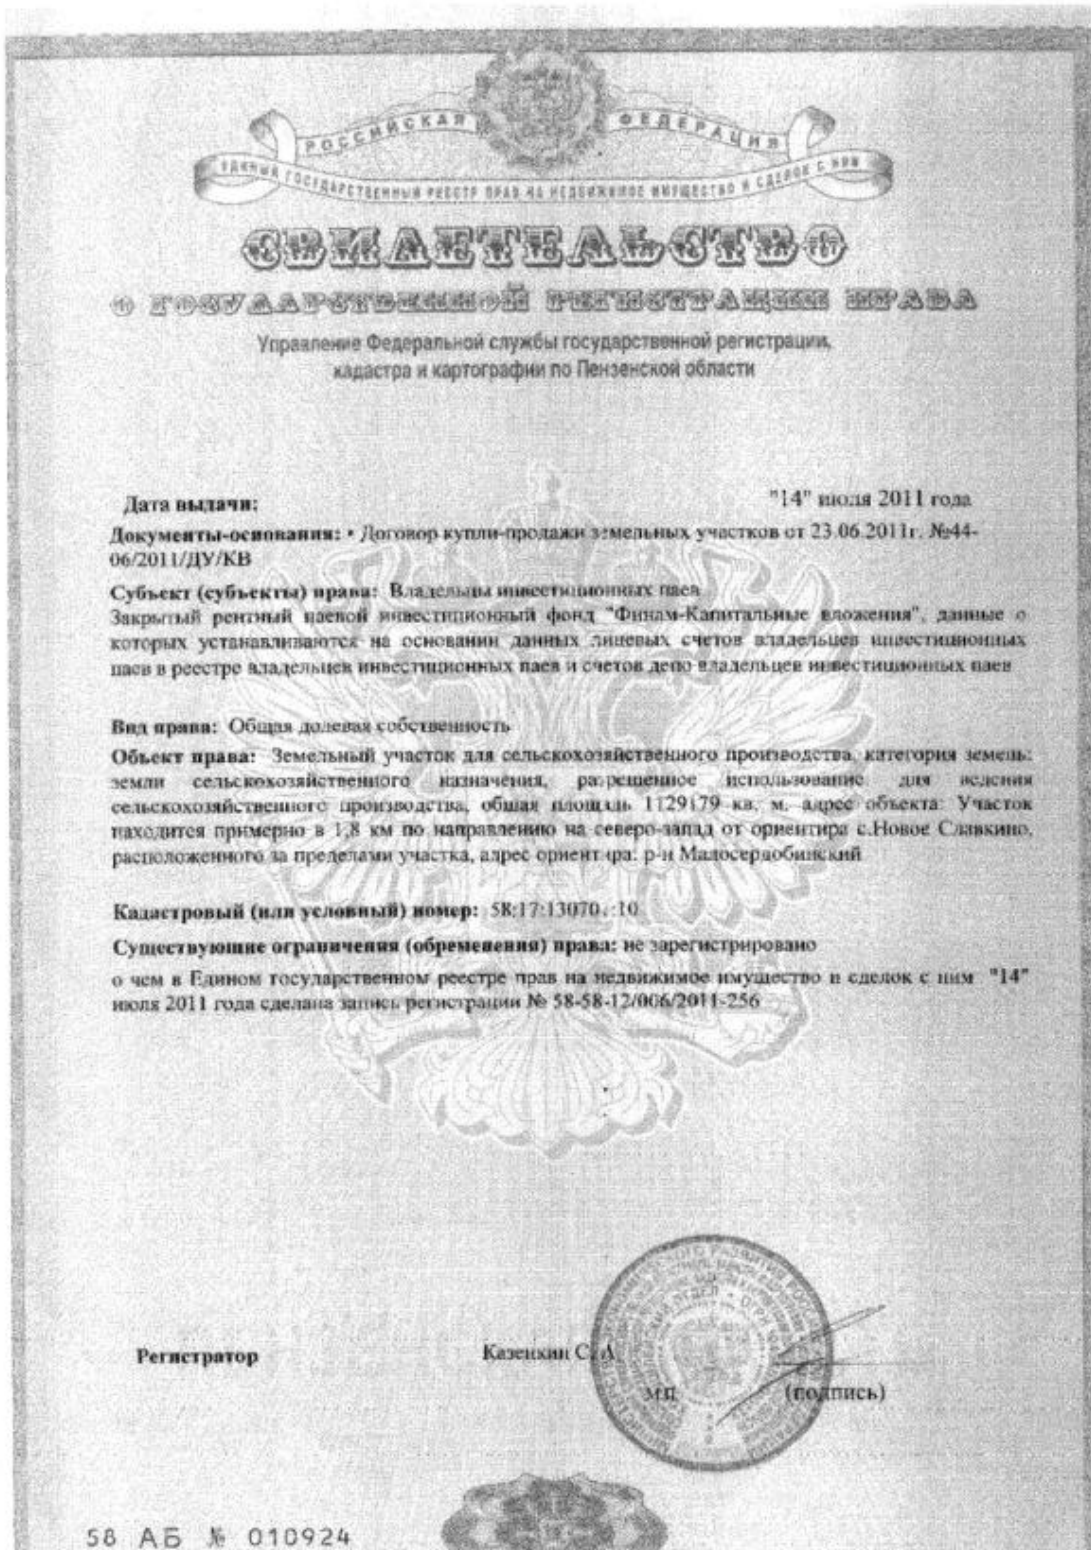 РОССИЙСКАЯ ФЕДЕРАЦИЯ
ЕДИНЫЙ ГОСУДАРСТВЕННЫЙ РЕЕСТР ПРАВ НА НЕДВИЖИМОЕ ИМУЩЕСТВО И СДЕЛОК С НИМ
СВИДЕТЕЛЬСТВО
О ГОСУДАРСТВЕННОЙ РЕГИСТРАЦИИ ПРАВА
Управление Федеральной службы государственной регистрации,
кадастра и картографии по Пензенской области
Дата выдачи: "14" июля 2011 года
Документы-основания: • Договор купли-продажи земельных участков от 23.06.2011г. №44-
06/2011/ДУ/КВ
Субъект (субъекты) права: Владельцы инвестиционных паев
Закрытый рентный паевой инвестиционный фонд "Финам-Капитальные вложения", данные о
которых устанавливаются на основании данных лицевых счетов владельцев инвестиционных
паев в реестре владельцев инвестиционных паев и счетов депо владельцев инвестиционных паев
Вид права: Общая долевая собственность
Объект права: Земельный участок для сельскохозяйственного производства, категория земель:
земли сельскохозяйственного назначения, разрешенное использование для ведения
сельскохозяйственного производства, общая площадь 1129179 кв. м, адрес объекта: Участок
находится примерно в 1,8 км по направлению на северо-запад от ориентира с.Новое Славкино,
расположенного за пределами участка, адрес ориентира: р-н Малосердобинский
Кадастровый (или условный) номер:
Существующие ограничения (обременения) права: не зарегистрировано
о чем в Едином государственном реестре прав на недвижимое имущество и сделок с ним "14"
июля 2011 года сделана запись регистрации № 58-58-12/006/2011-256
Регистратор Казенкин С. А
М.П. (подпись)
58 АБ № 010924